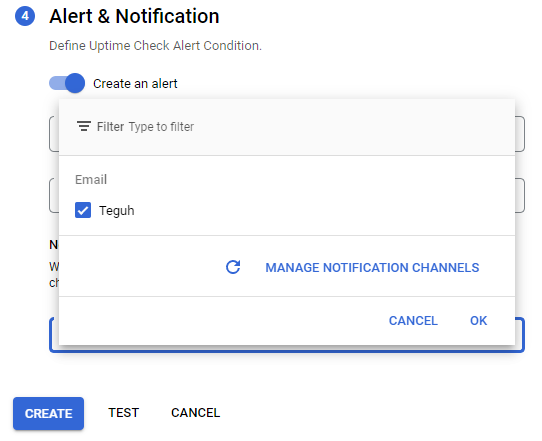 4 Alert & Notification
Define Uptime Check Alert Condition.
Create an alert
Filter Type to filter
Email
Teguh
MANAGE NOTIFICATION CHANNELS
CANCEL OK
CREATE TEST CANCEL